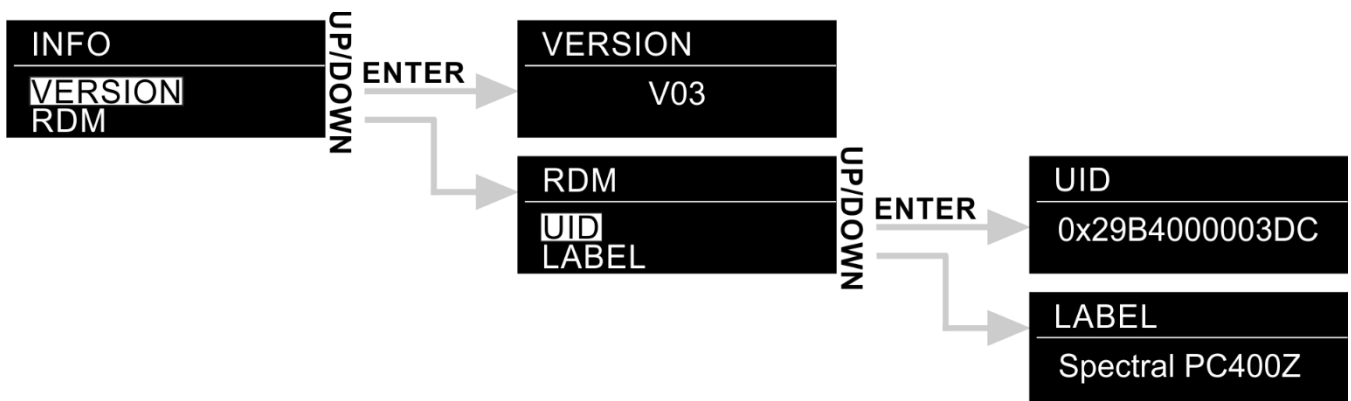 INFO
VERSION
RDM
UP/DOWN
ENTER
VERSION
V03
RDM
UID
LABEL
UP/DOWN
ENTER
UID
0x29B4000003DC
LABEL
Spectral PC400Z